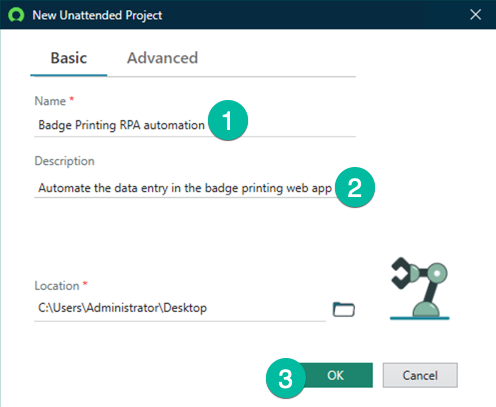 New Unattended Project
Basic Advanced
Name *
Badge Printing RPA automation 1
Description
Automate the data entry in the badge printing web app 2
Location *
C:\Users\Administrator\Desktop
3 OK Cancel